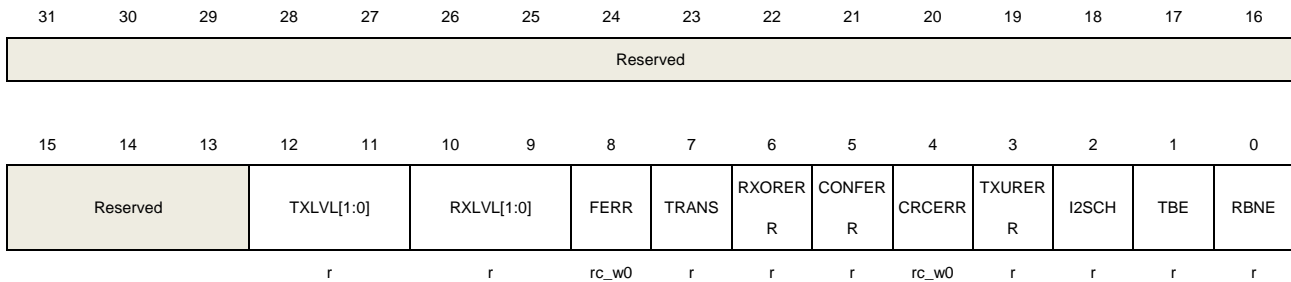 31 30 29 28 27 26 25 24 23 22 21 20 19 18 17 16
Reserved
15 14 13 12 11 10 9 8 7 6 5 4 3 2 1 0
Reserved TXLVL[1:0] RXLVL[1:0] FERR TRANS RXORER R CONFER R CRCERR TXURER R I2SCH TBE RBNE
r r rc_w0 r r r rc_w0 r r r r